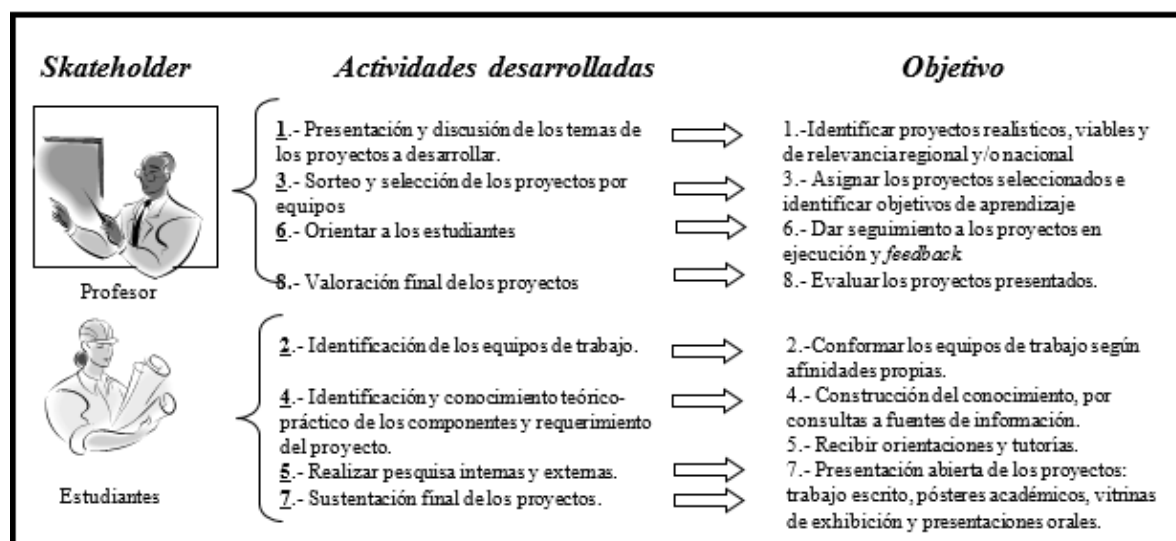 Skateholder
Actividades desarrolladas
Objetivo
1.- Presentación y discusión de los temas de
los proyectos a desarrollar.
3.- Sorteo y selección de los proyectos por
equipos
6.- Orientar a los estudiantes
8.- Valoración final de los proyectos
1.-Identificar proyectos realísticos, viables y
de relevancia regional y/o nacional
3.- Asignar los proyectos seleccionados e
identificar objetivos de aprendizaje
6.- Dar seguimiento a los proyectos en
ejecución y feedback
8.- Evaluar los proyectos presentados.
Profesor
2.- Identificación de los equipos de trabajo.
4.- Identificación y conocimiento teórico-
práctico de los componentes y requerimiento
del proyecto.
5.- Realizar pesquisa internas y externas.
7.- Sustentación final de los proyectos.
2.-Conformar los equipos de trabajo según
afinidades propias.
4.- Construcción del conocimiento, por
consultas a fuentes de información.
5.- Recibir orientaciones y tutorías.
7.- Presentación abierta de los proyectos:
trabajo escrito, pósteres académicos, vitrinas
de exhibición y presentaciones orales.
Estudiantes